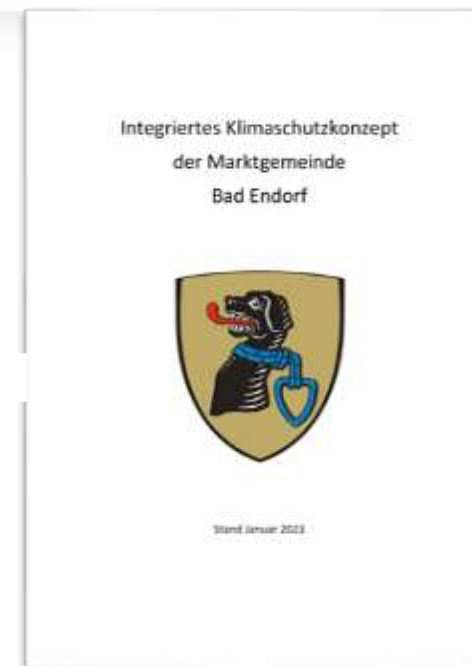 Integriertes Klimaschutzkonzept
der Marktgemeinde
Bad Endorf
Stand Januar 2023